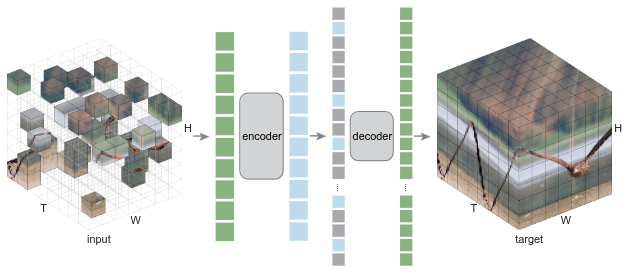 H
encoder
decoder
H
T
W
input
T
W
target